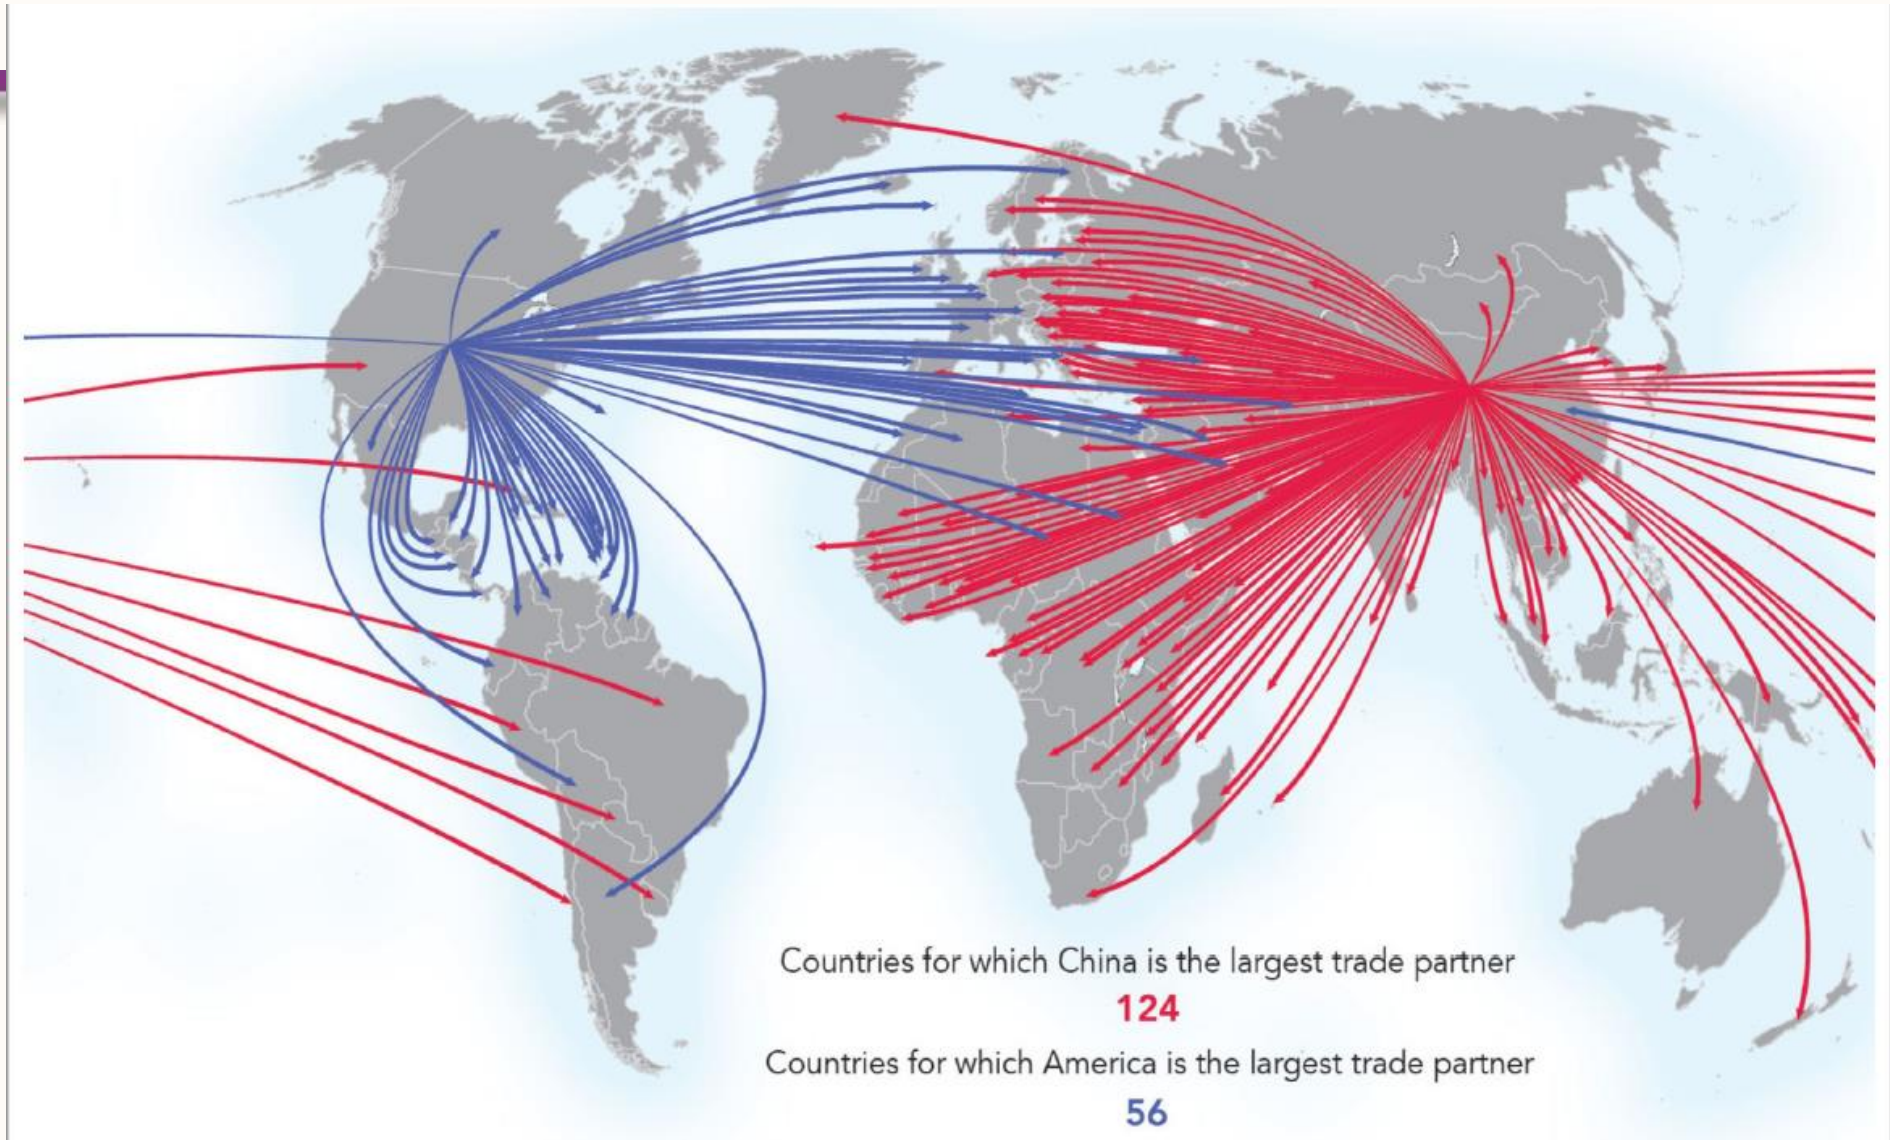 Countries for which China is the largest trade partner
124
Countries for which America is the largest trade partner
56